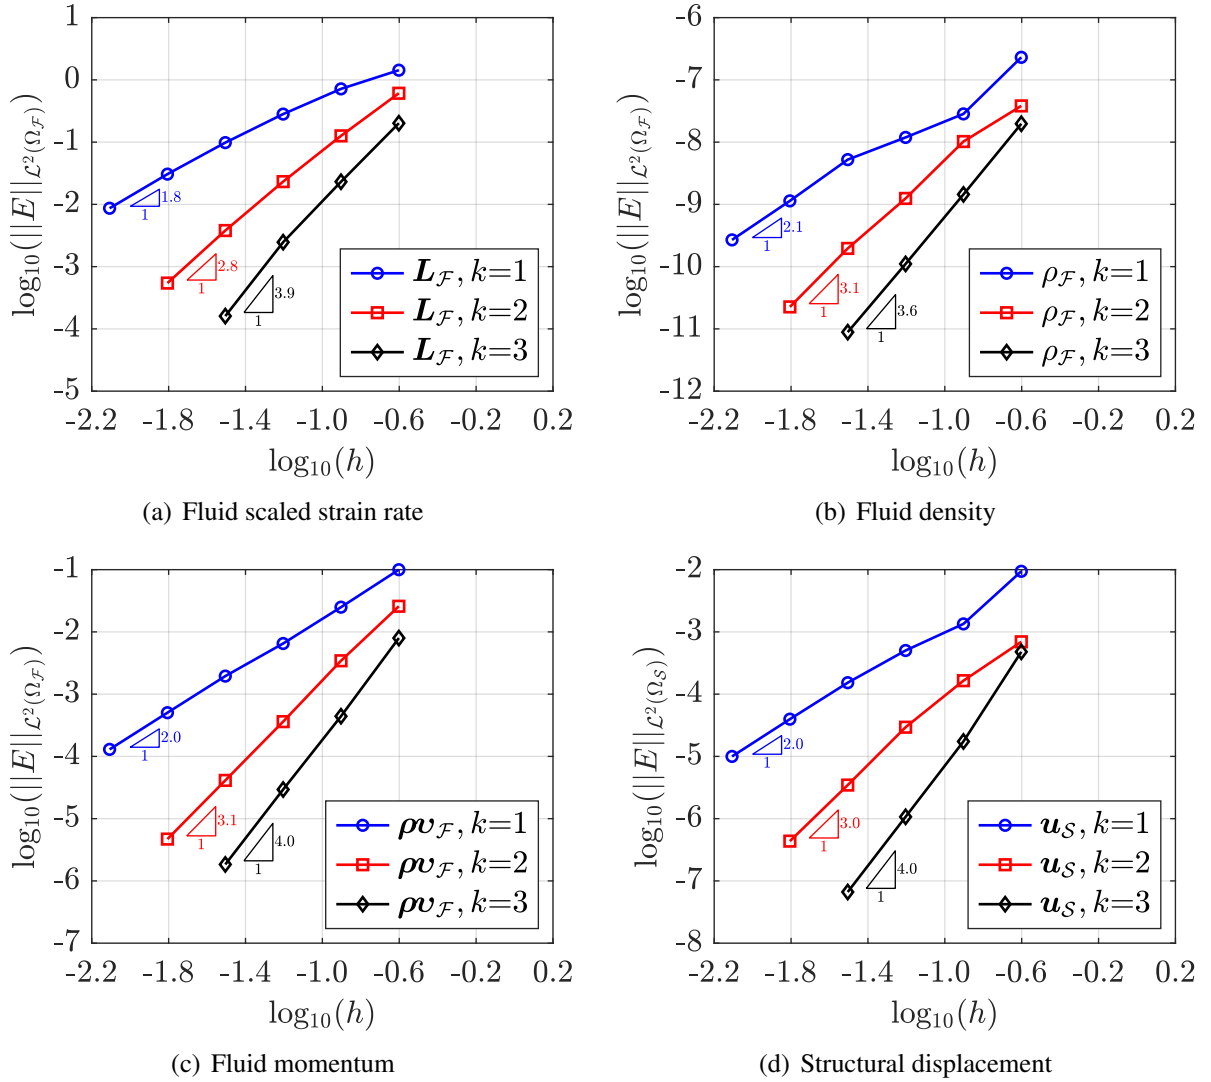 log10(||E||L2(ΩF))
1
0
-1
-2
-3
-4
-5
1.8
1
2.8
1
3.9
1
LF, k=1
LF, k=2
LF, k=3
-2.2 -1.8 -1.4 -1.0 -0.6 -0.2 0.2
log10(h)
(a) Fluid scaled strain rate
log10(||E||L2(ΩF))
-6
-7
-8
-9
-10
-11
-12
2.1
1
3.1
1
3.6
1
ρF, k=1
ρF, k=2
ρF, k=3
-2.2 -1.8 -1.4 -1.0 -0.6 -0.2 0.2
log10(h)
(b) Fluid density
log10(||E||L2(ΩF))
-1
-2
-3
-4
-5
-6
-7
2.0
1
3.1
1
4.0
1
ρvF, k=1
ρvF, k=2
ρvF, k=3
-2.2 -1.8 -1.4 -1.0 -0.6 -0.2 0.2
log10(h)
(c) Fluid momentum
log10(||E||L2(ΩS))
-2
-3
-4
-5
-6
-7
-8
2.0
1
3.0
1
4.0
1
uS, k=1
uS, k=2
uS, k=3
-2.2 -1.8 -1.4 -1.0 -0.6 -0.2 0.2
log10(h)
(d) Structural displacement